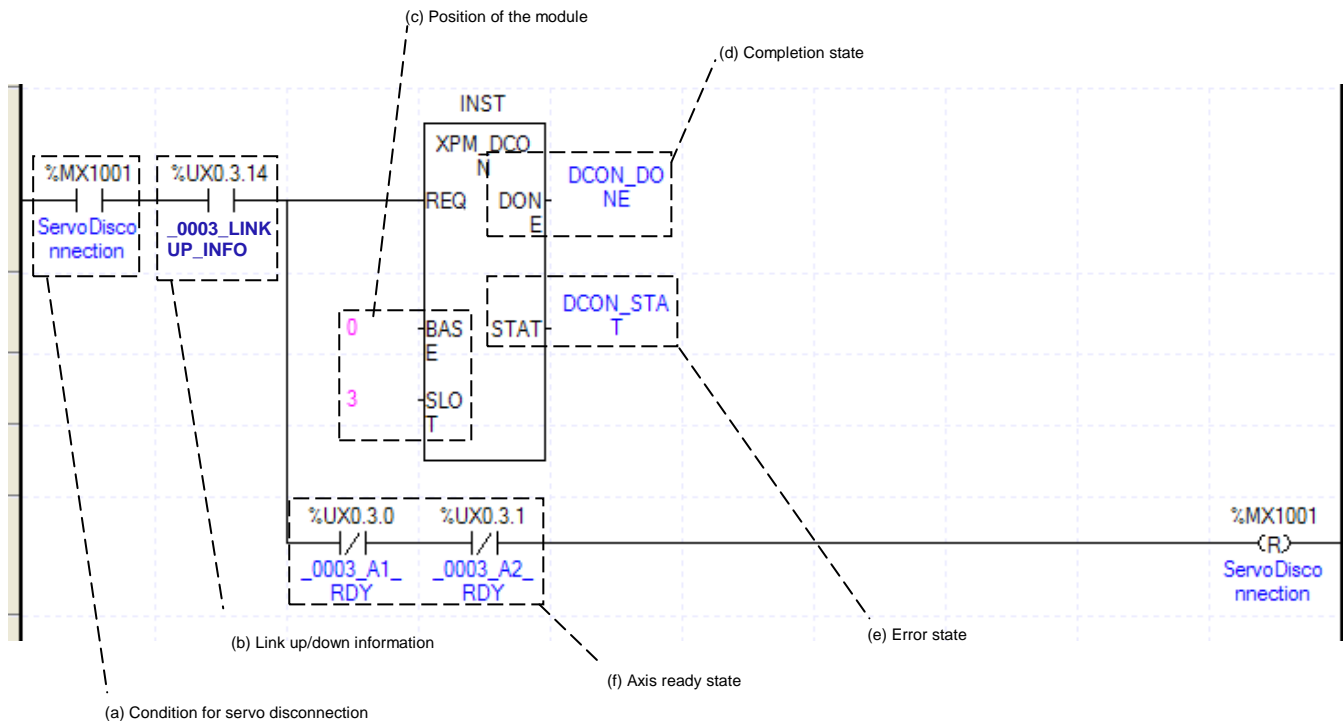 (c) Position of the module
(d) Completion state
INST
XPM_DCO
N
%MX1001
%UX0.3.14
REQ
DON
E
DCON_DO
NE
ServoDisco
nnection
_0003_LINK
UP_INFO
0
BAS
E
STAT
DCON_STA
T
3
SLO
T
%UX0.3.0
%UX0.3.1
%MX1001
(R)
_0003_A1_
RDY
_0003_A2_
RDY
ServoDisco
nnection
(b) Link up/down information
(e) Error state
(f) Axis ready state
(a) Condition for servo disconnection